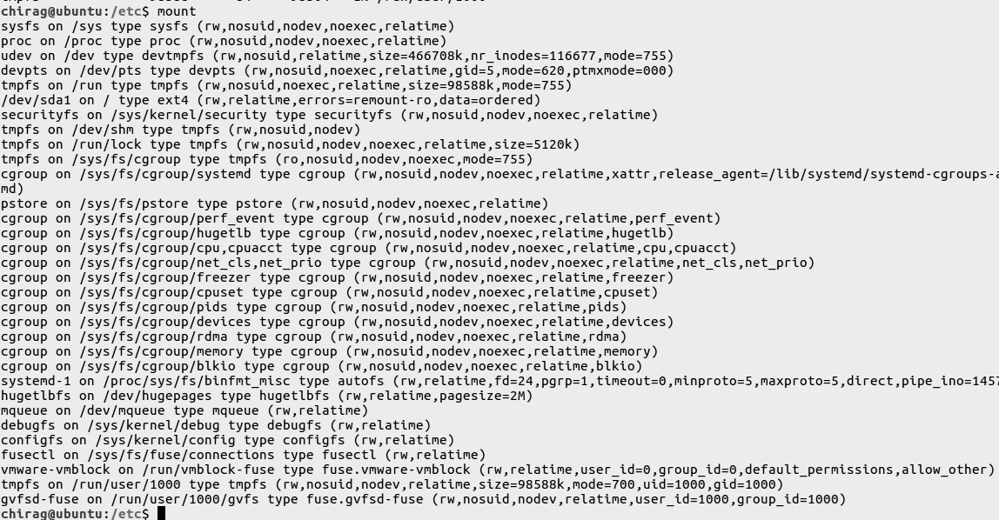 chirag@ubuntu:/etc$ mount
sysfs on /sys type sysfs (rw,nosuid,nodev,noexec,relatime)
proc on /proc type proc (rw,nosuid,nodev,noexec,relatime)
udev on /dev type devtmpfs (rw,nosuid,relatime,size=466708k,nr_inodes=116677,mode=755)
devpts on /dev/pts type devpts (rw,nosuid,noexec,relatime,gid=5,mode=620,ptmxmode=000)
tmpfs on /run type tmpfs (rw,nosuid,noexec,relatime,size=98588k,mode=755)
/dev/sda1 on / type ext4 (rw,relatime,errors=remount-ro,data=ordered)
securityfs on /sys/kernel/security type securityfs (rw,nosuid,nodev,noexec,relatime)
tmpfs on /dev/shm type tmpfs (rw,nosuid,nodev)
tmpfs on /run/lock type tmpfs (rw,nosuid,nodev,noexec,relatime,size=5120k)
tmpfs on /sys/fs/cgroup type tmpfs (ro,nosuid,nodev,noexec,mode=755)
cgroup on /sys/fs/cgroup/systemd type cgroup (rw,nosuid,nodev,noexec,relatime,xattr,release_agent=/lib/systemd/systemd-cgroups-a
md)
pstore on /sys/fs/pstore type pstore (rw,nosuid,nodev,noexec,relatime)
cgroup on /sys/fs/cgroup/perf_event type cgroup (rw,nosuid,nodev,noexec,relatime,perf_event)
cgroup on /sys/fs/cgroup/hugetlb type cgroup (rw,nosuid,nodev,noexec,relatime,hugetlb)
cgroup on /sys/fs/cgroup/cpu,cpuacct type cgroup (rw,nosuid,nodev,noexec,relatime,cpu,cpuacct)
cgroup on /sys/fs/cgroup/net_cls,net_prio type cgroup (rw,nosuid,nodev,noexec,relatime,net_cls,net_prio)
cgroup on /sys/fs/cgroup/freezer type cgroup (rw,nosuid,nodev,noexec,relatime,freezer)
cgroup on /sys/fs/cgroup/cpuset type cgroup (rw,nosuid,nodev,noexec,relatime,cpuset)
cgroup on /sys/fs/cgroup/pids type cgroup (rw,nosuid,nodev,noexec,relatime,pids)
cgroup on /sys/fs/cgroup/devices type cgroup (rw,nosuid,nodev,noexec,relatime,devices)
cgroup on /sys/fs/cgroup/rdma type cgroup (rw,nosuid,nodev,noexec,relatime,rdma)
cgroup on /sys/fs/cgroup/memory type cgroup (rw,nosuid,nodev,noexec,relatime,memory)
cgroup on /sys/fs/cgroup/blkio type cgroup (rw,nosuid,nodev,noexec,relatime,blkio)
systemd-1 on /proc/sys/fs/binfmt_misc type autofs (rw,relatime,fd=24,pgrp=1,timeout=0,minproto=5,maxproto=5,direct,pipe_ino=1457
hugetlbfs on /dev/hugepages type hugetlbfs (rw,relatime,pagesize=2M)
mqueue on /dev/mqueue type mqueue (rw,relatime)
debugfs on /sys/kernel/debug type debugfs (rw,relatime)
configfs on /sys/kernel/config type configfs (rw,relatime)
fusectl on /sys/fs/fuse/connections type fusectl (rw,relatime)
vmware-vmblock on /run/vmblock-fuse type fuse.vmware-vmblock (rw,relatime,user_id=0,group_id=0,default_permissions,allow_other)
tmpfs on /run/user/1000 type tmpfs (rw,nosuid,nodev,relatime,size=98588k,mode=700,uid=1000,gid=1000)
gvfsd-fuse on /run/user/1000/gvfs type fuse.gvfsd-fuse (rw,nosuid,nodev,relatime,user_id=1000,group_id=1000)
chirag@ubuntu:/etc$